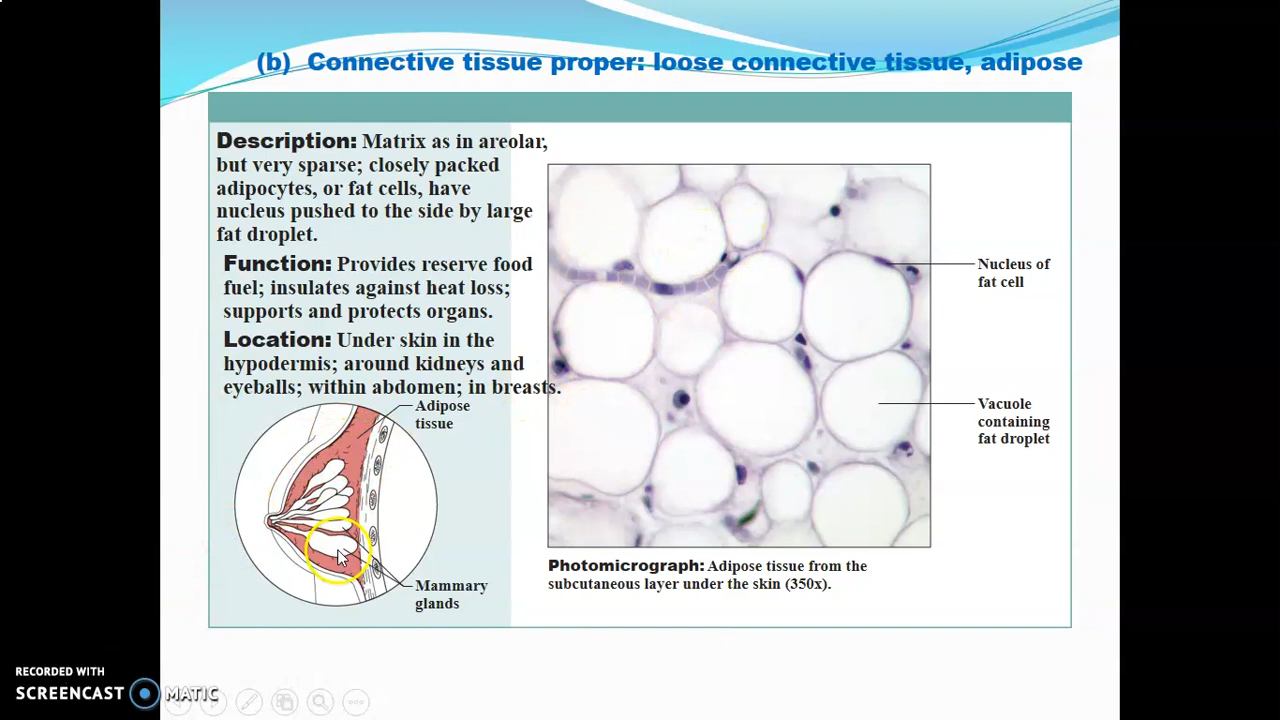 (b) Connective tissue proper: loose connective tissue, adipose
Description: Matrix as in areolar,
but very sparse; closely packed
adipocytes, or fat cells, have
nucleus pushed to the side by large
fat droplet.
Function: Provides reserve food
fuel; insulates against heat loss;
supports and protects organs.
Location: Under skin in the
hypodermis; around kidneys and
eyeballs; within abdomen; in breasts.
Adipose
tissue
Mammary
glands
Nucleus of
fat cell
Vacuole
containing
fat droplet
Photomicrograph: Adipose tissue from the
subcutaneous layer under the skin (350x).
RECORDED WITH
SCREENCAST MATIC